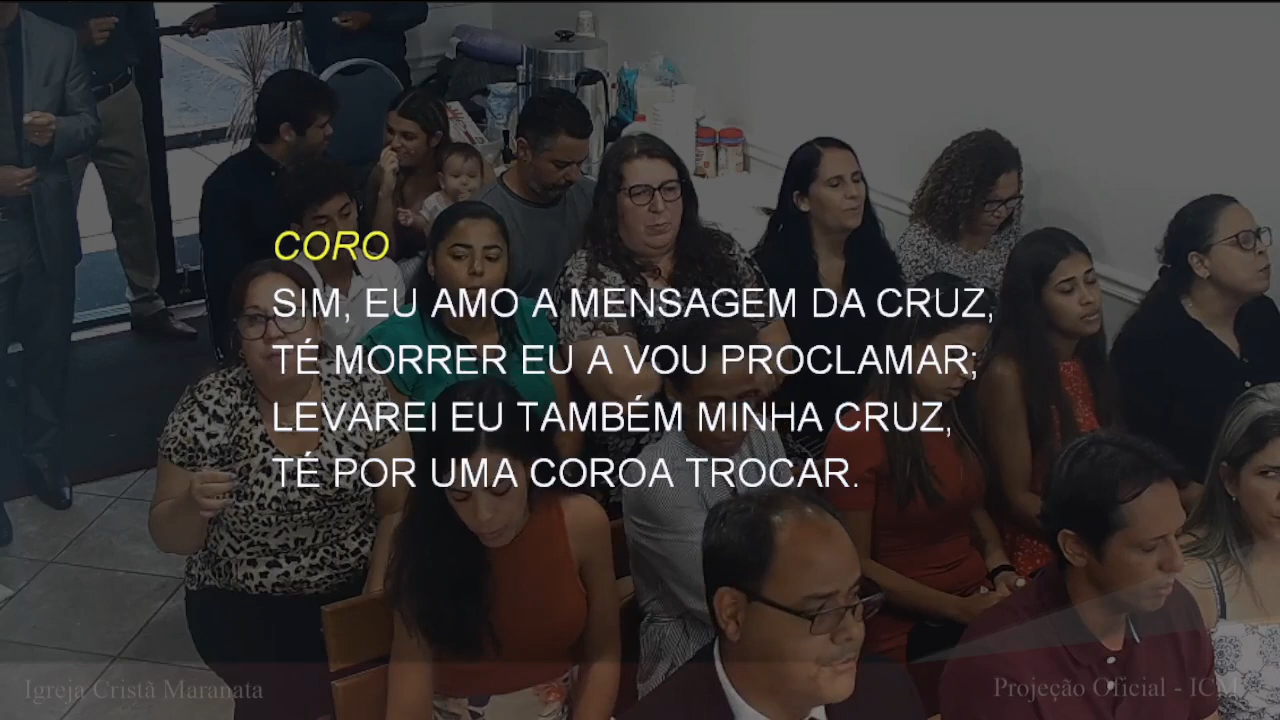 CORO
SIM, EU AMO A MENSAGEM DA CRUZ,
TÉ MORRER EU A VOU PROCLAMAR;
LEVAREI EU TAMBÉM MINHA CRUZ,
TÉ POR UMA COROA TROCAR.
Igreja Cristã Maranata
Projeção Oficial - ICM